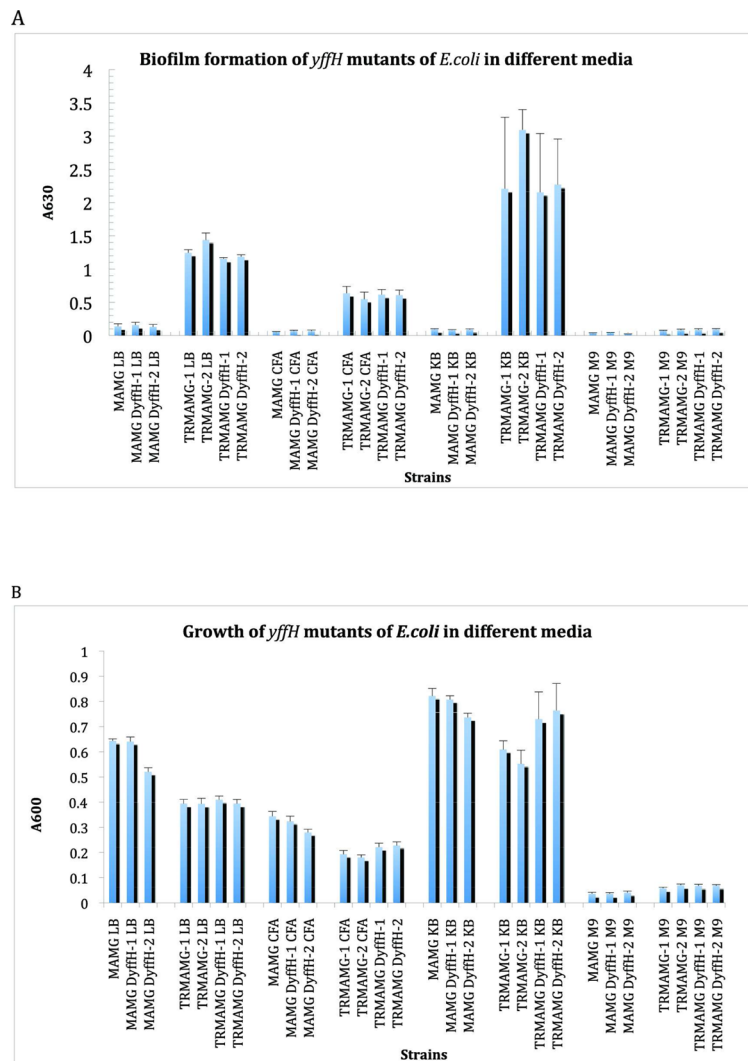 A
Biofilm formation of yffH mutants of E.coli in different media
4
3.5
3
2.5
2
1.5
1
0.5
0
A630
MAMG LB
MAMG DyffH-1 LB
MAMG DyffH-2 LB
TRMAMG-1 LB
TRMAMG-2 LB
TRMAMG DyffH-1
TRMAMG DyffH-2
MAMG CFA
MAMG DyffH-1 CFA
MAMG DyffH-2 CFA
TRMAMG-1 CFA
TRMAMG-2 CFA
TRMAMG DyffH-1
TRMAMG DyffH-2
MAMG KB
MAMG DyffH-1 KB
MAMG DyffH-2 KB
TRMAMG-1 KB
TRMAMG-2 KB
TRMAMG DyffH-1
TRMAMG DyffH-2
MAMG M9
MAMG DyffH-1 M9
MAMG DyffH-2 M9
TRMAMG-1 M9
TRMAMG-2 M9
TRMAMG DyffH-1
TRMAMG DyffH-2
Strains
B
Growth of yffH mutants of E.coli in different media
1
0.9
0.8
0.7
0.6
0.5
0.4
0.3
0.2
0.1
0
A600
MAMG LB
MAMG DyffH-1 LB
MAMG DyffH-2 LB
TRMAMG-1 LB
TRMAMG-2 LB
TRMAMG DyffH-1 LB
TRMAMG DyffH-2 LB
MAMG CFA
MAMG DyffH-1 CFA
MAMG DyffH-2 CFA
TRMAMG-1 CFA
TRMAMG-2 CFA
TRMAMG DyffH-1
TRMAMG DyffH-2
MAMG KB
MAMG DyffH-1 KB
MAMG DyffH-2 KB
TRMAMG-1 KB
TRMAMG-2 KB
TRMAMG DyffH-1 KB
TRMAMG DyffH-2 KB
MAMG M9
MAMG DyffH-1 M9
MAMG DyffH-2 M9
TRMAMG-1 M9
TRMAMG-2 M9
TRMAMG DyffH-1 M9
TRMAMG DyffH-2 M9
Strains